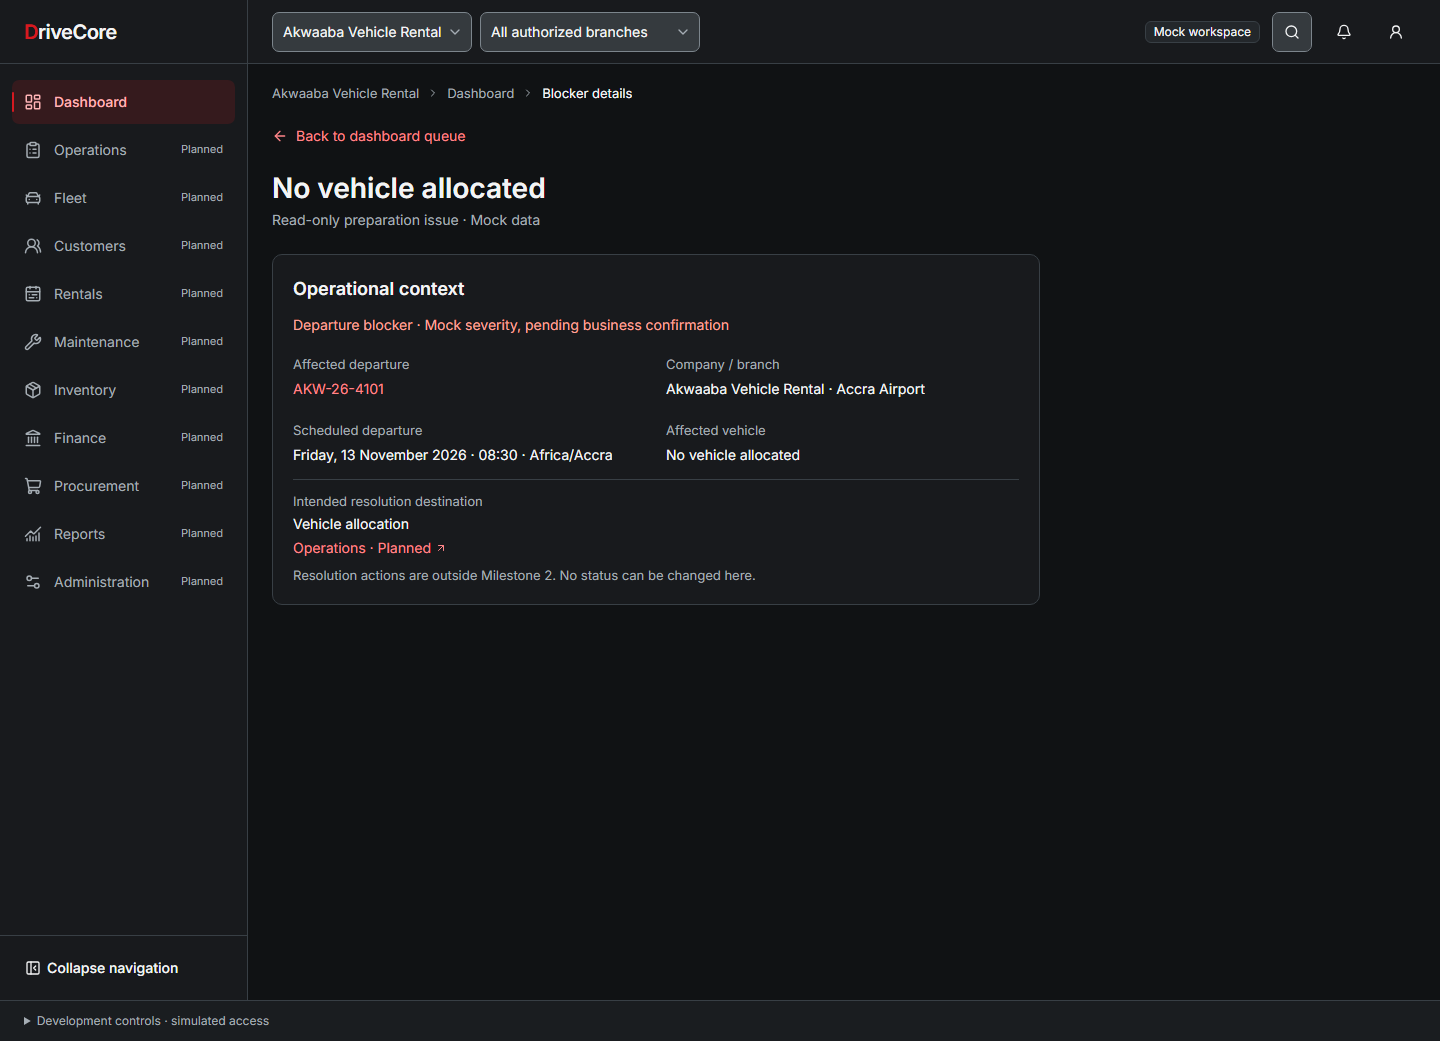 DriveCore
Akwaaba Vehicle Rental
All authorized branches
Mock workspace
Dashboard
Operations Planned
Fleet Planned
Customers Planned
Rentals Planned
Maintenance Planned
Inventory Planned
Finance Planned
Procurement Planned
Reports Planned
Administration Planned
Collapse navigation
Akwaaba Vehicle Rental > Dashboard > Blocker details
← Back to dashboard queue
No vehicle allocated
Read-only preparation issue · Mock data
Operational context
Departure blocker · Mock severity, pending business confirmation
Affected departure
AKW-26-4101
Company / branch
Akwaaba Vehicle Rental · Accra Airport
Scheduled departure
Friday, 13 November 2026 · 08:30 · Africa/Accra
Affected vehicle
No vehicle allocated
Intended resolution destination
Vehicle allocation
Operations · Planned ↗
Resolution actions are outside Milestone 2. No status can be changed here.
Development controls · simulated access